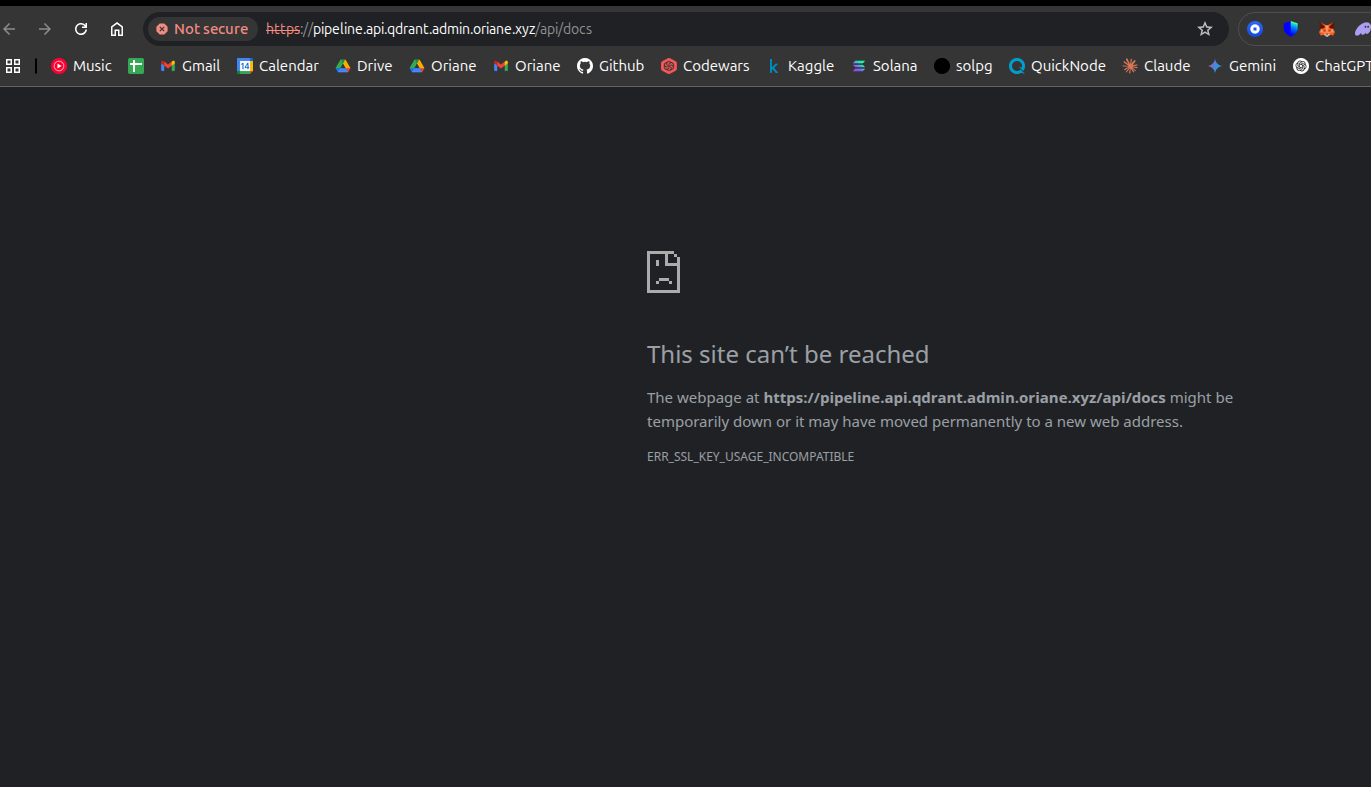 Not secure https://pipeline.api.qdrant.admin.oriane.xyz/api/docs
Music 14 Gmail Calendar Drive Oriane Oriane Github Codewars k Kaggle Solana solpg QuickNode Claude Gemini ChatGPT
This site can’t be reached
The webpage at https://pipeline.api.qdrant.admin.oriane.xyz/api/docs might be
temporarily down or it may have moved permanently to a new web address.
ERR_SSL_KEY_USAGE_INCOMPATIBLE